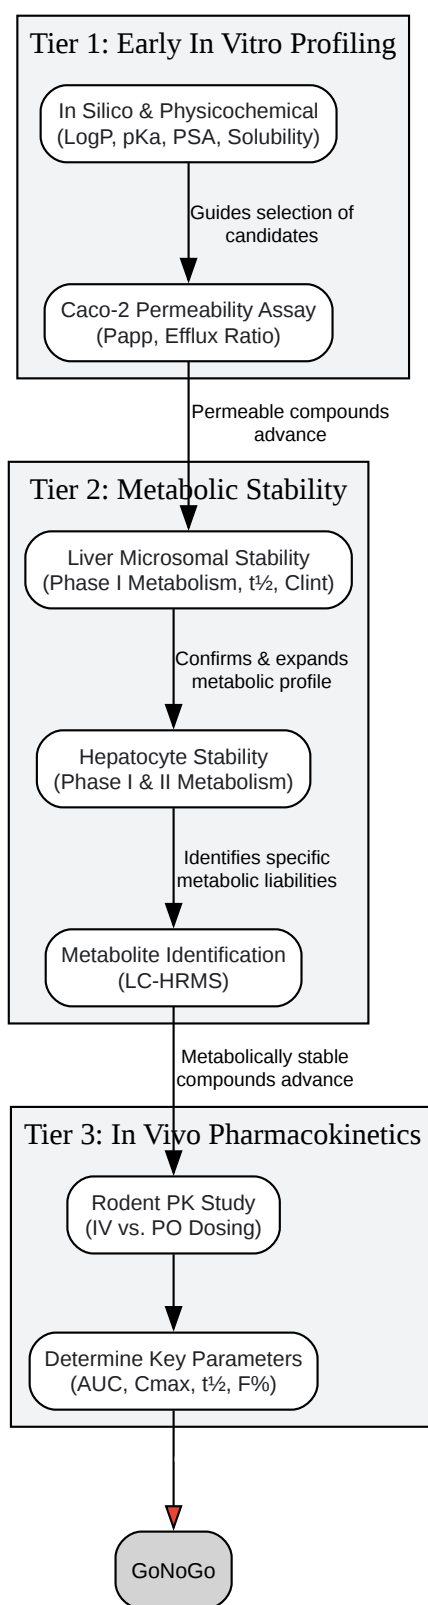 Tier 1: Early In Vitro Profiling
In Silico & Physicochemical
(LogP, pKa, PSA, Solubility)
Guides selection of
candidates
Caco-2 Permeability Assay
(Papp, Efflux Ratio)
Permeable compounds
advance
Tier 2: Metabolic Stability
Liver Microsomal Stability
(Phase I Metabolism, t½, Clint)
Confirms & expands
metabolic profile
Hepatocyte Stability
(Phase I & II Metabolism)
Identifies specific
metabolic liabilities
Metabolite Identification
(LC-HRMS)
Metabolically stable
compounds advance
Tier 3: In Vivo Pharmacokinetics
Rodent PK Study
(IV vs. PO Dosing)
Determine Key Parameters
(AUC, Cmax, t½, F%)
GoNoGo